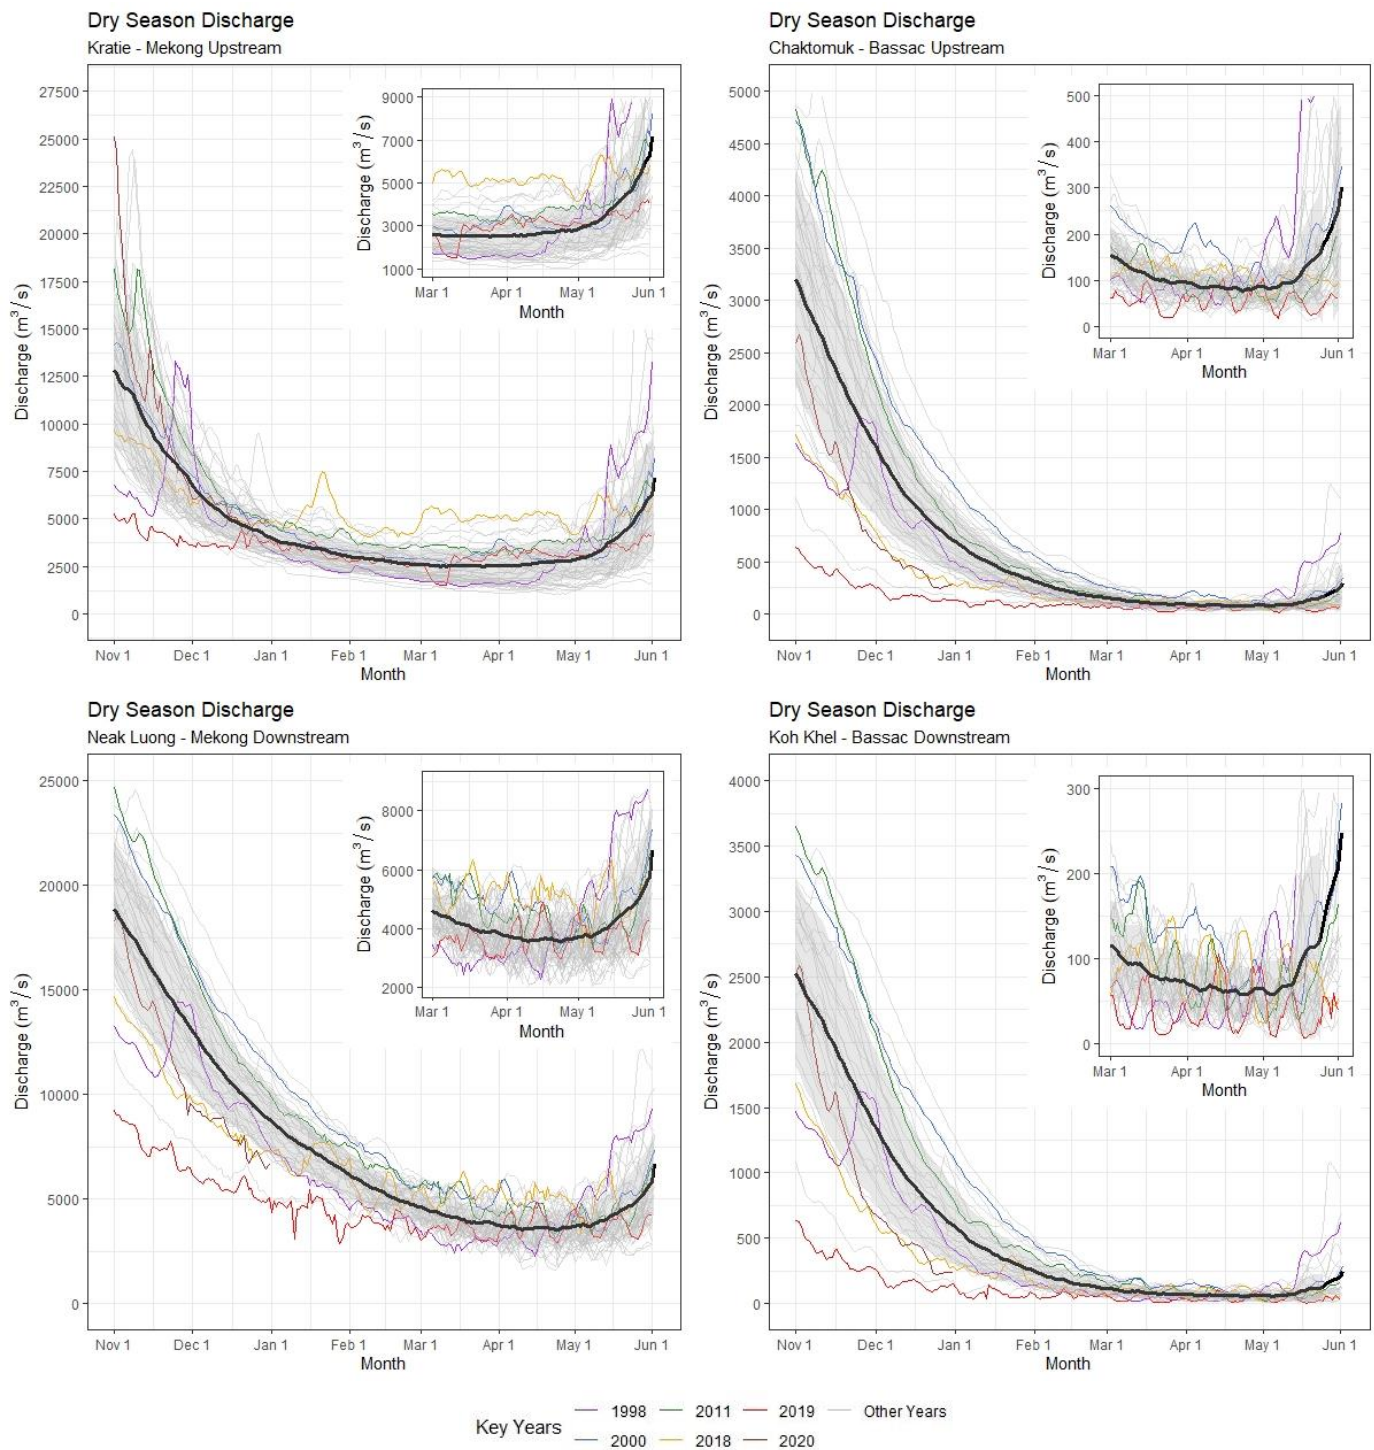 Dry Season Discharge
Kratie - Mekong Upstream
Discharge (m³/s)
27500
25000
22500
20000
17500
15000
12500
10000
7500
5000
2500
0
Nov 1 Dec 1 Jan 1 Feb 1 Mar 1 Apr 1 May 1 Jun 1
Month
Discharge (m³/s)
9000
7000
5000
3000
1000
Mar 1 Apr 1 May 1 Jun 1
Month
Dry Season Discharge
Chaktomuk - Bassac Upstream
Discharge (m³/s)
5000
4500
4000
3500
3000
2500
2000
1500
1000
500
0
Nov 1 Dec 1 Jan 1 Feb 1 Mar 1 Apr 1 May 1 Jun 1
Month
Discharge (m³/s)
500
400
300
200
100
0
Mar 1 Apr 1 May 1 Jun 1
Month
Dry Season Discharge
Neak Luong - Mekong Downstream
Discharge (m³/s)
25000
20000
15000
10000
5000
0
Nov 1 Dec 1 Jan 1 Feb 1 Mar 1 Apr 1 May 1 Jun 1
Month
Discharge (m³/s)
8000
6000
4000
2000
Mar 1 Apr 1 May 1 Jun 1
Month
Dry Season Discharge
Koh Khel - Bassac Downstream
Discharge (m³/s)
4000
3500
3000
2500
2000
1500
1000
500
0
Nov 1 Dec 1 Jan 1 Feb 1 Mar 1 Apr 1 May 1 Jun 1
Month
Discharge (m³/s)
300
200
100
0
Mar 1 Apr 1 May 1 Jun 1
Month
Key Years
1998 2011 2019 Other Years
2000 2018 2020